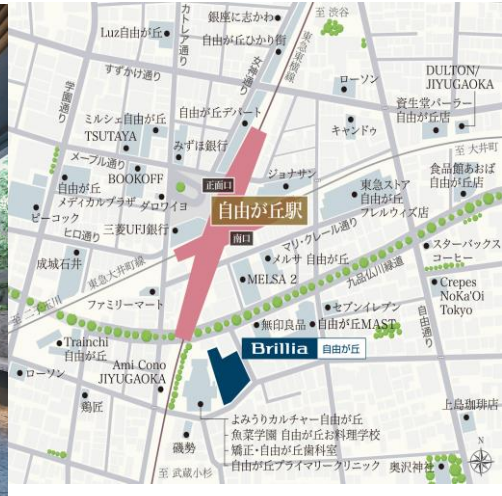 至 渋谷
銀座に志かわ
カトレア通り
Luz自由が丘
自由が丘ひかり街
女神通り
東急東横線
すずかけ通り
学園通り
ローソン
DULTON/
JIYUGAOKA
自由が丘デパート
資生堂パーラー
自由が丘店
ミルシェ自由が丘
TSUTAYA
キャンドゥ
みずほ銀行
至 大井町
メープル通り
BOOKOFF
正面口
ジョナサン
食品館あおば
自由が丘店
自由が丘
メディカルプラザ
ダロワイヨ
東急ストア
自由が丘
プレルウィズ店
自由が丘駅
ピーコック
ヒロ通り
三菱UFJ銀行
南口
マリ・クレール通り
スターバックス
コーヒー
成城石井
メルサ 自由が丘
九品仏川緑道
東急大井町線
MELSA 2
Crepes
NoKa'Oi
Tokyo
ファミリーマート
セブンイレブン
自由通り
至 二子玉川
無印良品
自由が丘MAST
Trainchi
自由が丘
Brillia 自由が丘
Ami Cono
JIYUGAOKA
ローソン
鶏匠
上島珈琲店
よみうりカルチャー自由が丘
魚菜学園 自由が丘お料理学校
矯正・自由が丘歯科室
自由が丘プライマリークリニック
磯勢
奥沢神社
至 武蔵小杉
N